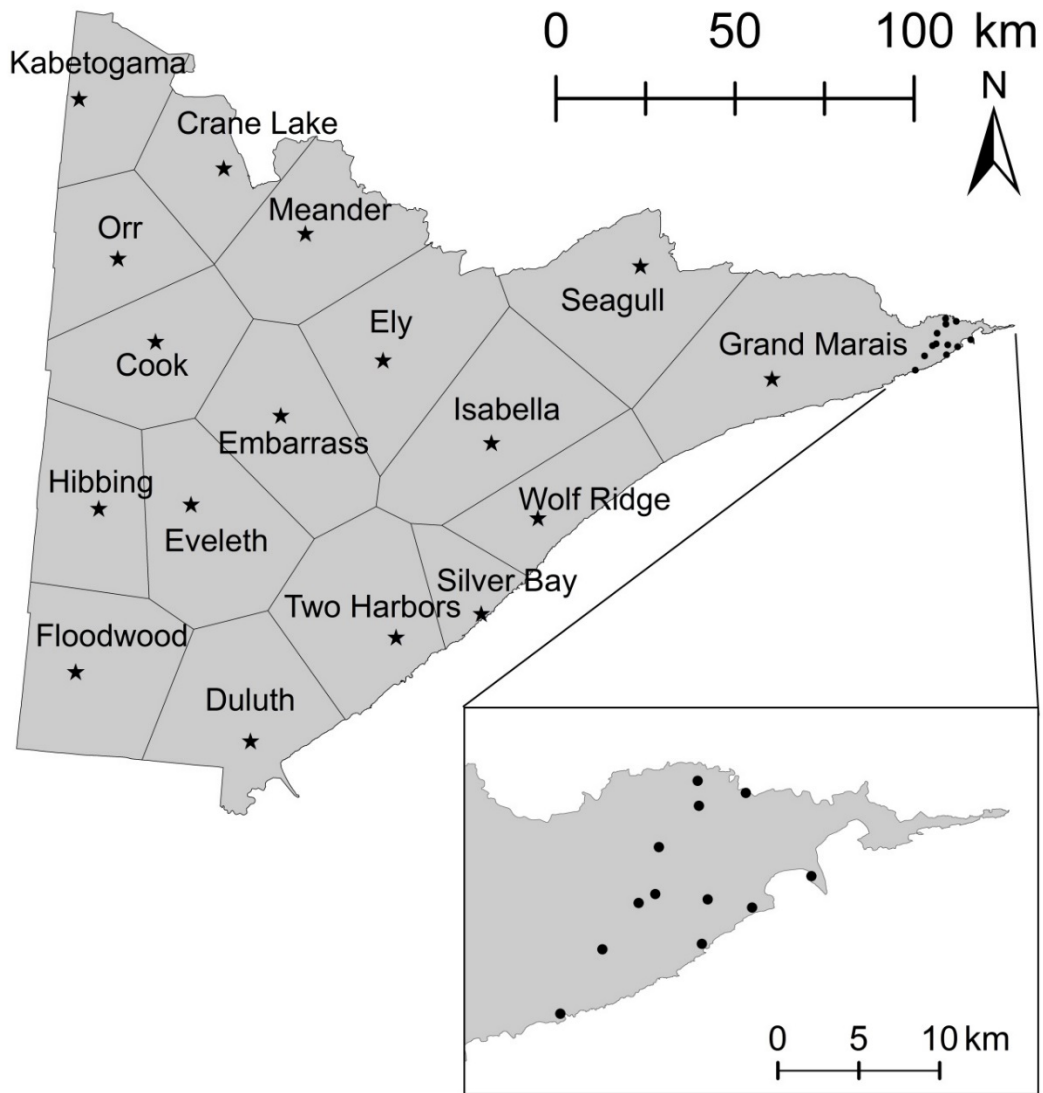 0 50 100 km
N
Kabetogama
Crane Lake
Meander
Orr
Seagull
Ely
Grand Marais
Cook
Isabella
Embarrass
Hibbing
Wolf Ridge
Eveleth
Silver Bay
Two Harbors
Floodwood
Duluth
0 5 10 km